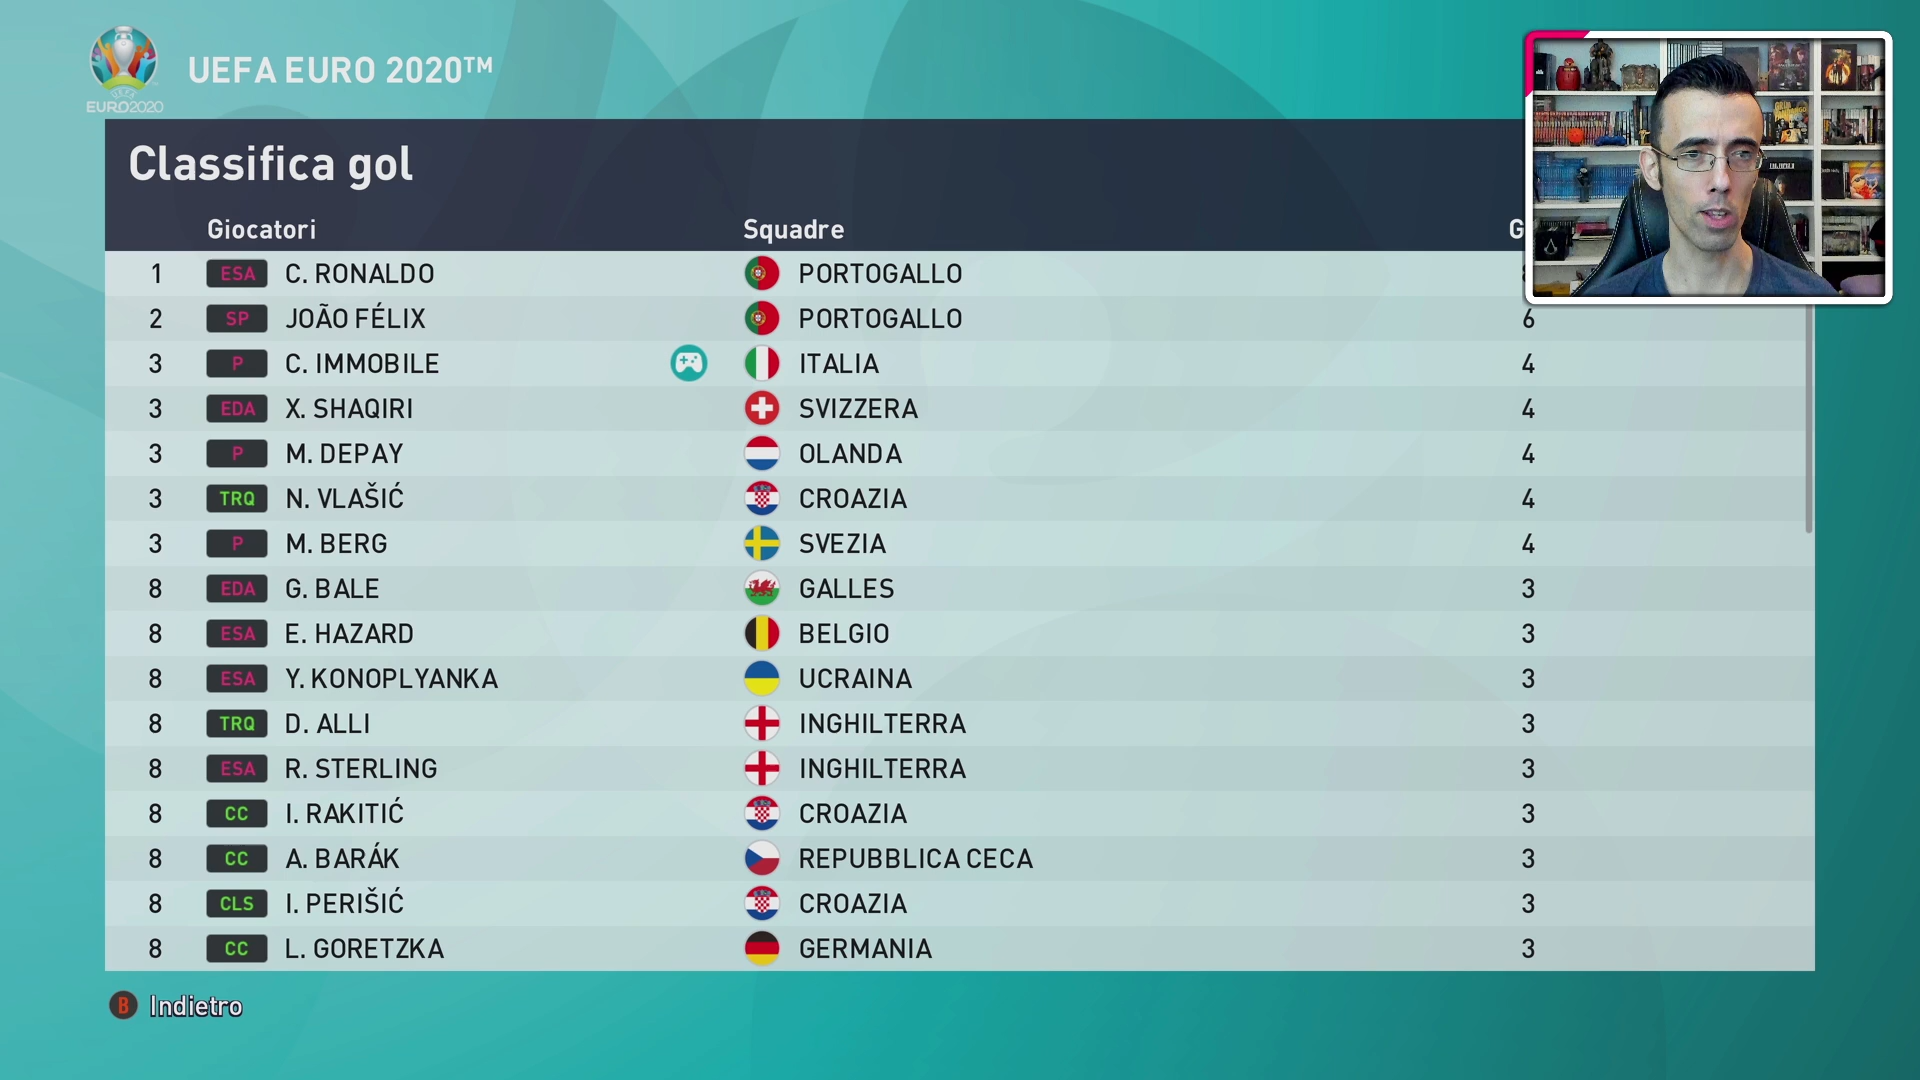 UEFA EURO 2020™
UEFA
EURO2020
Classifica gol
Giocatori Squadre G
1 ESA C. RONALDO PORTOGALLO
2 SP JOÃO FÉLIX PORTOGALLO 6
3 P C. IMMOBILE ITALIA 4
3 EDA X. SHAQIRI SVIZZERA 4
3 P M. DEPAY OLANDA 4
3 TRQ N. VLAŠIĆ CROAZIA 4
3 P M. BERG SVEZIA 4
8 EDA G. BALE GALLES 3
8 ESA E. HAZARD BELGIO 3
8 ESA Y. KONOPLYANKA UCRAINA 3
8 TRQ D. ALLI INGHILTERRA 3
8 ESA R. STERLING INGHILTERRA 3
8 CC I. RAKITIĆ CROAZIA 3
8 CC A. BARÁK REPUBBLICA CECA 3
8 CLS I. PERIŠIĆ CROAZIA 3
8 CC L. GORETZKA GERMANIA 3
B Indietro